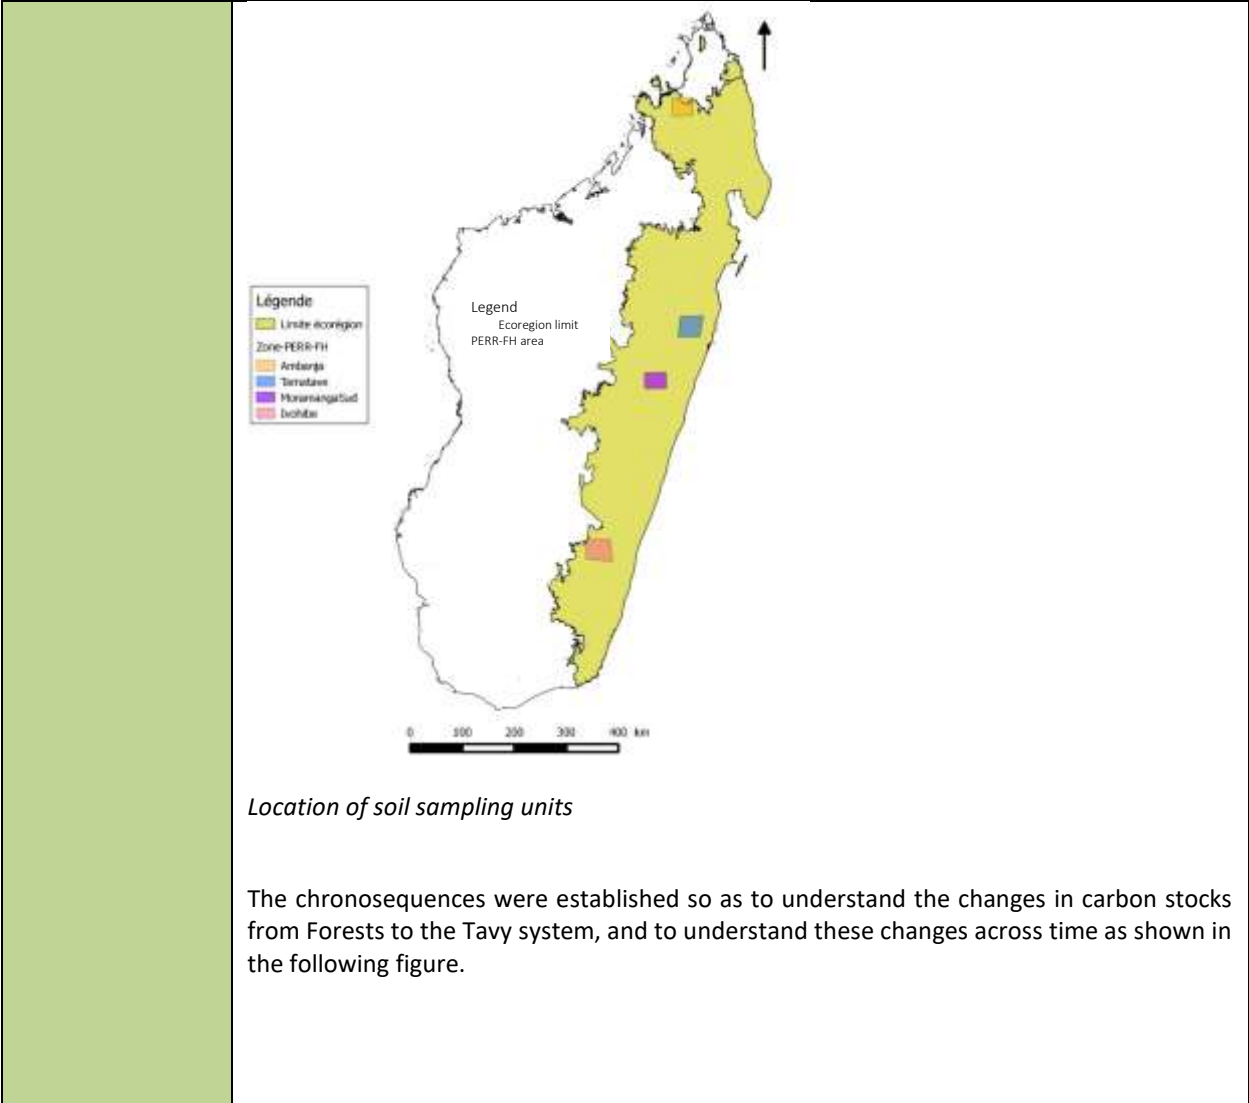 Légende
Limite écorégion
Zone-PERR-FH
Ambanja
Tamatave
MoramangaSud
Ivohibe
Legend
Ecoregion limit
PERR-FH area
0 100 200 300 400 km
Location of soil sampling units
The chronosequences were established so as to understand the changes in carbon stocks
from Forests to the Tavy system, and to understand these changes across time as shown in
the following figure.